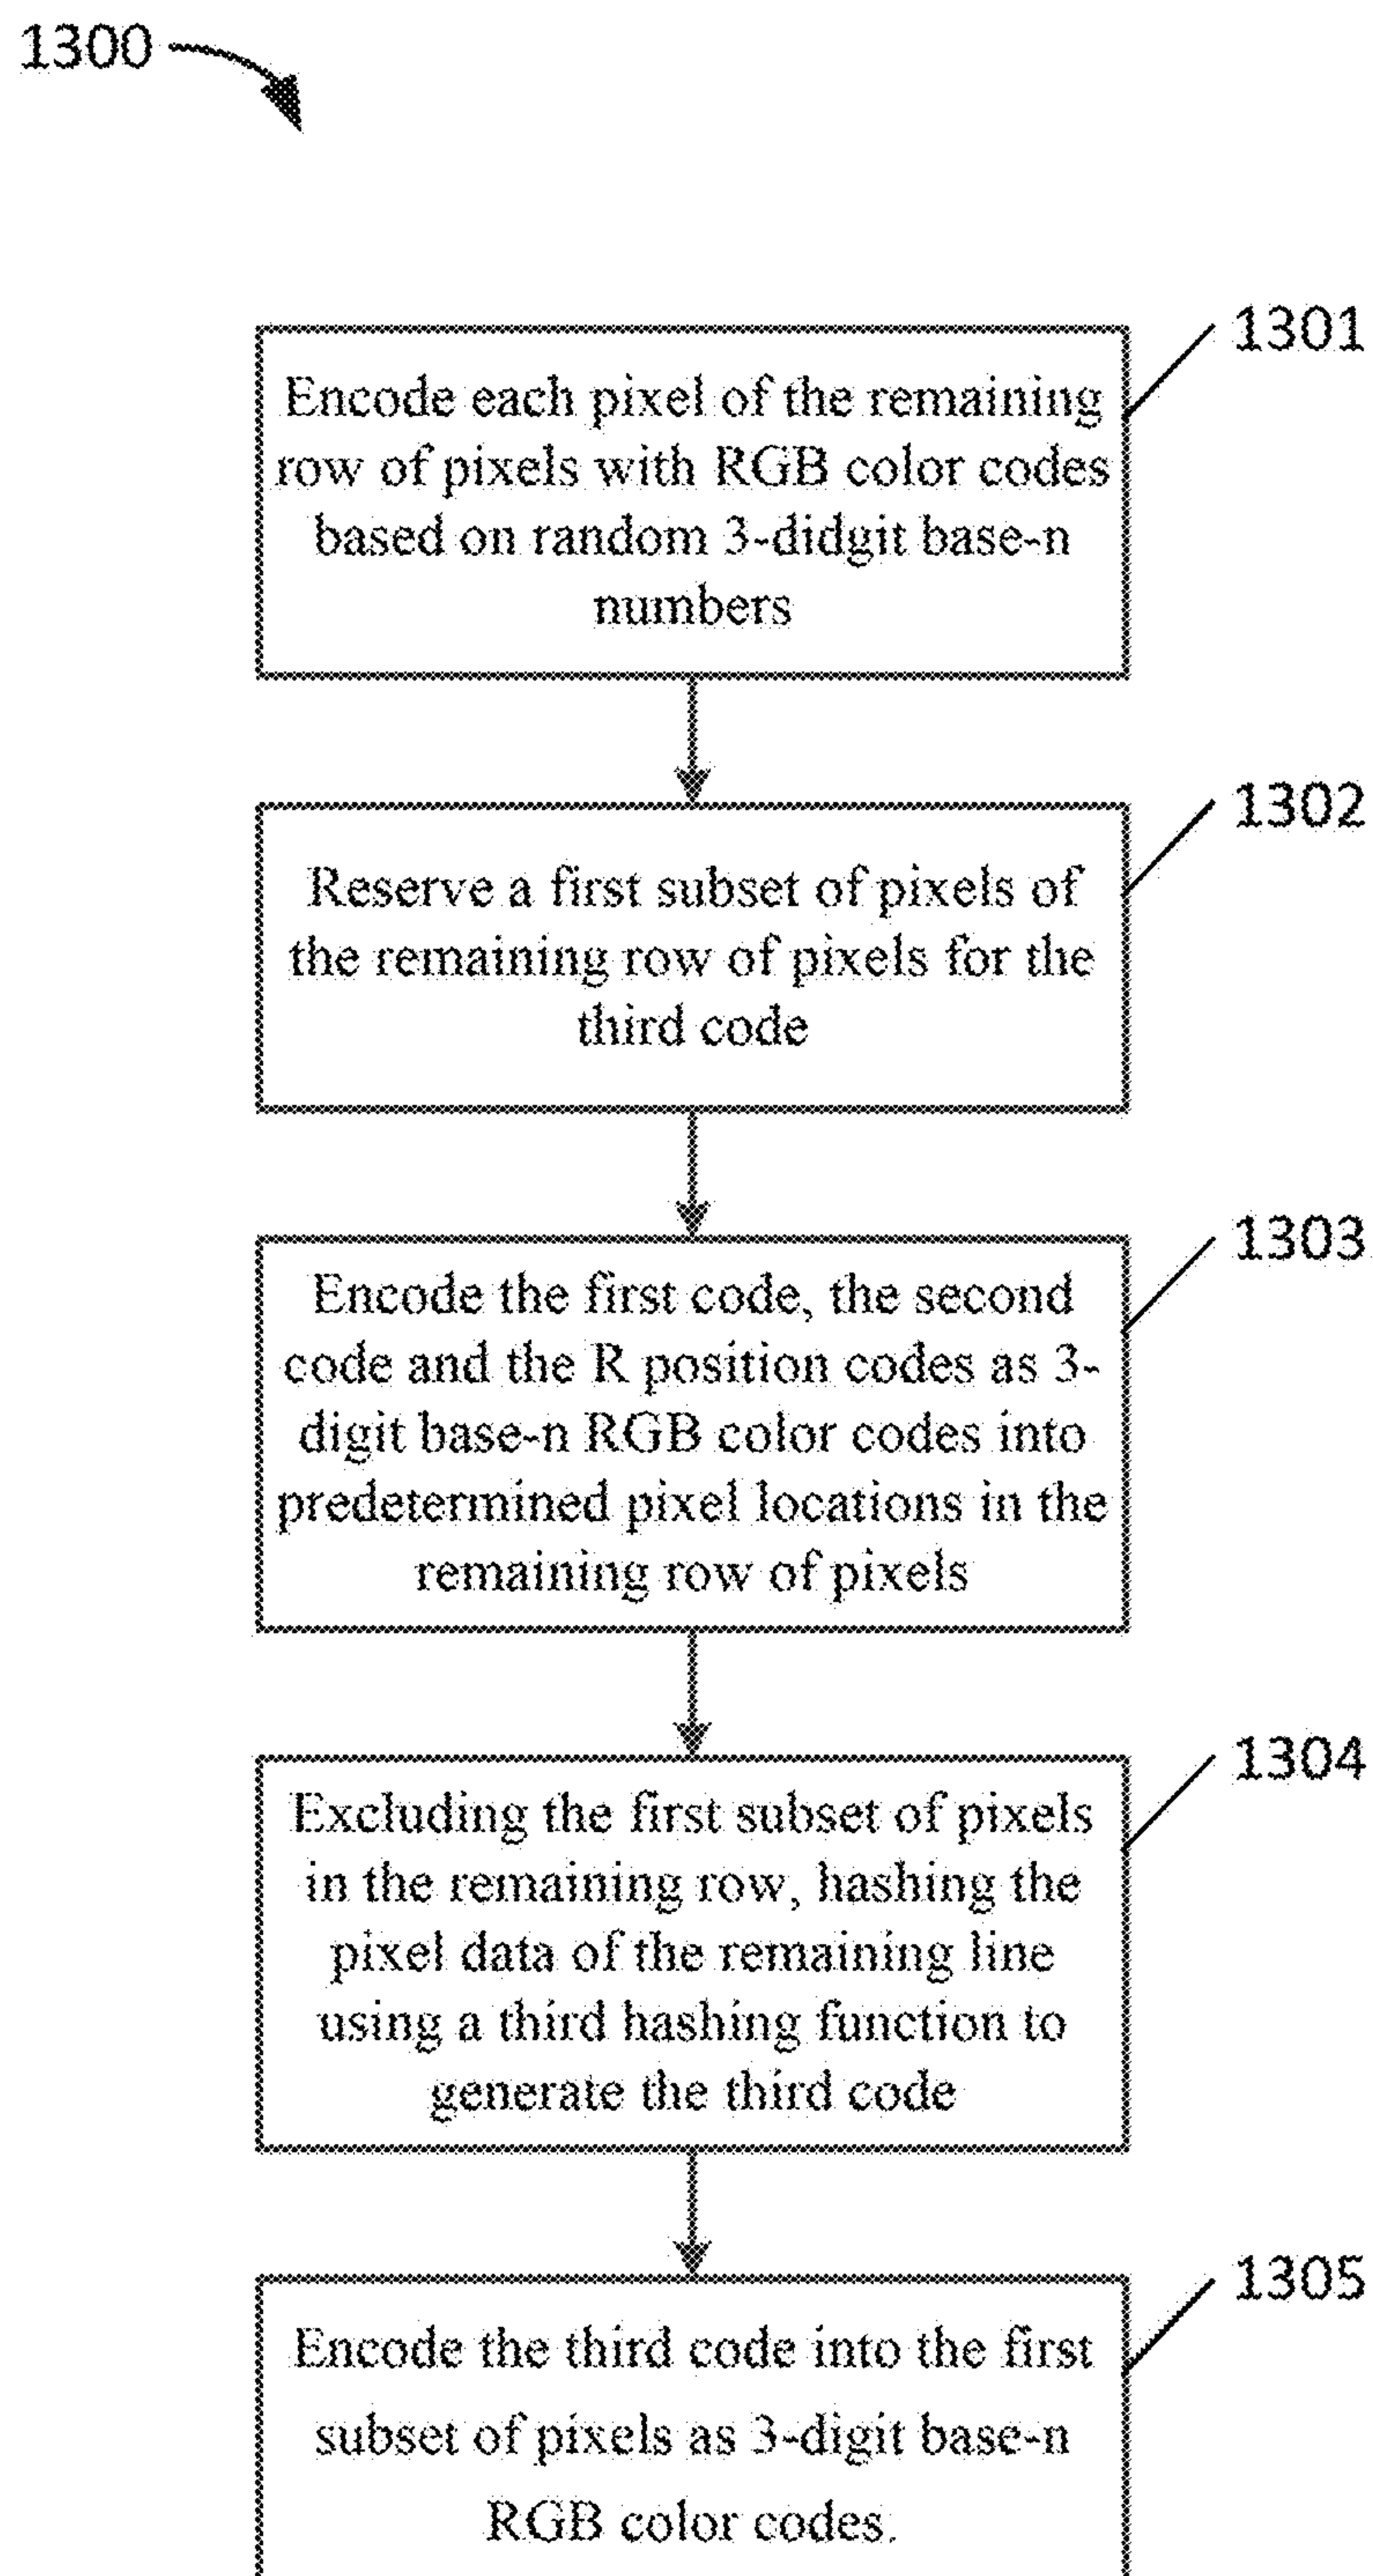 1300
1301
Encode each pixel of the remaining
row of pixels with RGB color codes
based on random 3-didgit base-n
numbers
1302
Reserve a first subset of pixels of
the remaining row of pixels for the
third code
1303
Encode the first code, the second
code and the R position codes as 3-
digit base-n RGB color codes into
predetermined pixel locations in the
remaining row of pixels
1304
Excluding the first subset of pixels
in the remaining row, hashing the
pixel data of the remaining line
using a third hashing function to
generate the third code
1305
Encode the third code into the first
subset of pixels as 3-digit base-n
RGB color codes.